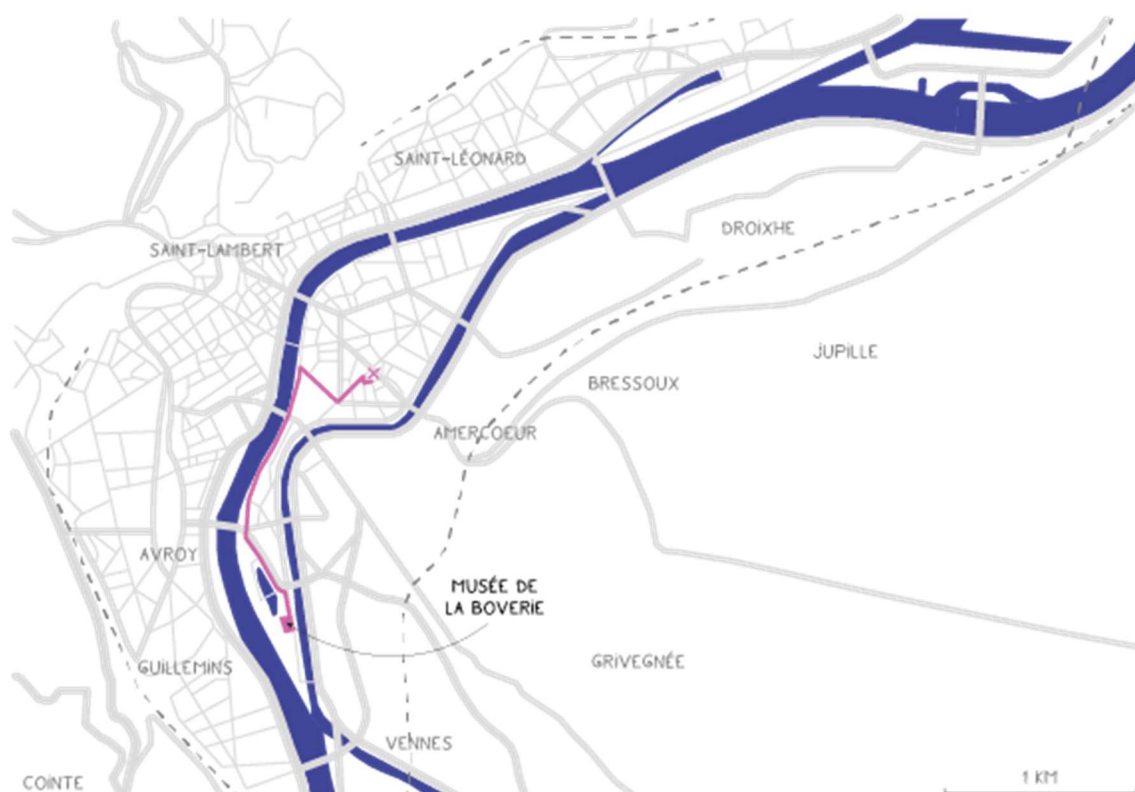 SAINT-LÉONARD
DROIXHE
SAINT-LAMBERT
JUPILLE
BRESSOUX
AMERCOEUR
AVROY
MUSÉE DE
LA BOVERIE
GUILLEMINS
GRIVEGNÉE
VENNES
COINTE
1 KM